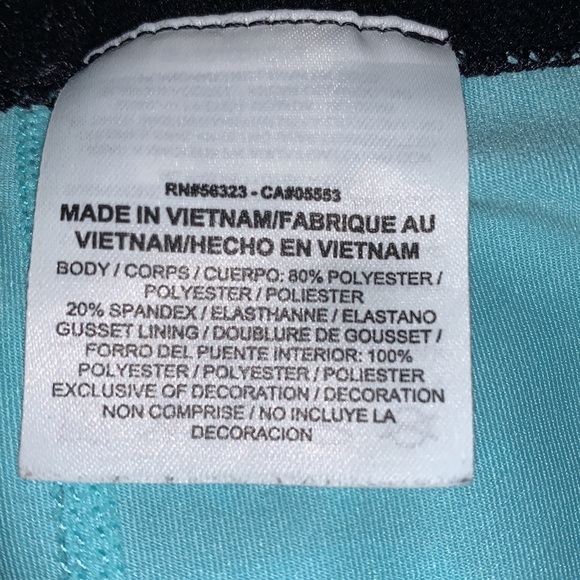 RN#56323 - CA#05553
MADE IN VIETNAM/FABRIQUE AU
VIETNAM/HECHO EN VIETNAM
BODY / CORPS / CUERPO: 80% POLYESTER /
POLYESTER / POLIESTER
20% SPANDEX / ELASTHANNE / ELASTANO
GUSSET LINING / DOUBLURE DE GOUSSET /
FORRO DEL PUENTE INTERIOR: 100%
POLYESTER / POLYESTER / POLIESTER
EXCLUSIVE OF DECORATION / DECORATION
NON COMPRISE / NO INCLUYE LA
DECORACION